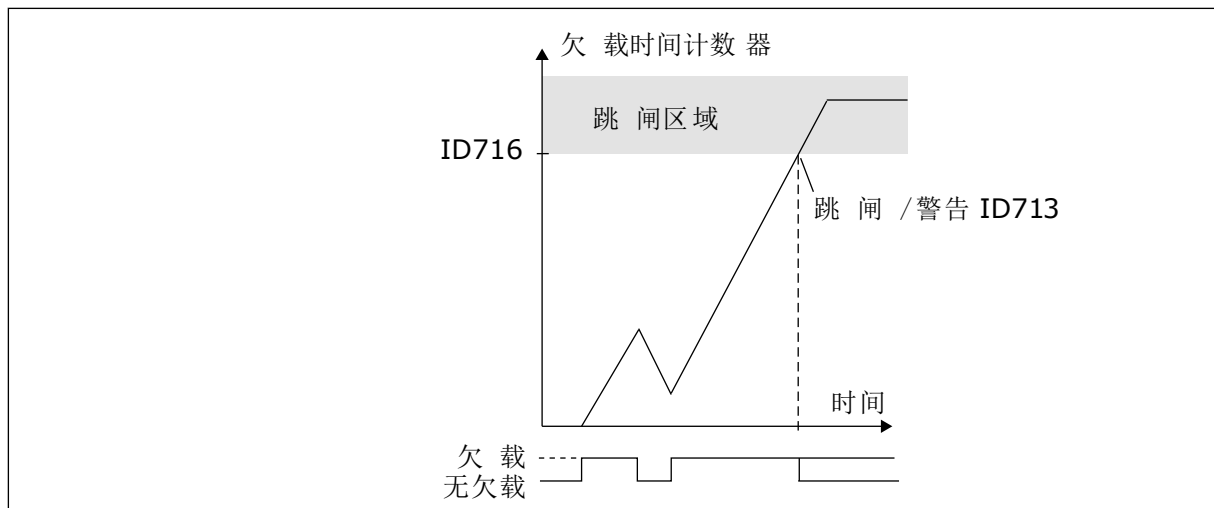 欠 载时间计数 器
跳 闸区域
ID716
跳 闸 /警告 ID713
时间
欠 载
无欠载